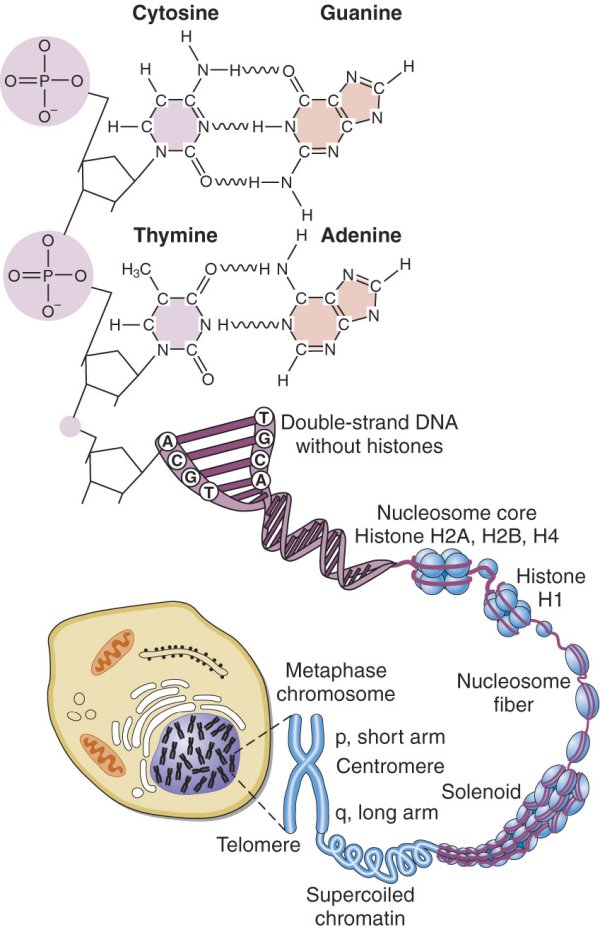 Cytosine
Guanine
O
O=P—O
O⁻
H
H
N—H
O
N
C
H
C
C
C
C
N
H—C
N
H—N
C
C
N
N
C
C
N
O
H—N
H
Thymine
Adenine
H
O
O=P—O
O⁻
H₃C
O
H—N
N
C
H
C
C
C
C
N
H—C
N H
N
C
N
C
C
N
O
H
A
C
G
T
T
G
C
A
Double-strand DNA
without histones
Nucleosome core
Histone H2A, H2B, H4
Histone
H1
Metaphase
chromosome
Nucleosome
fiber
p, short arm
Centromere
Solenoid
q, long arm
Telomere
Supercoiled
chromatin